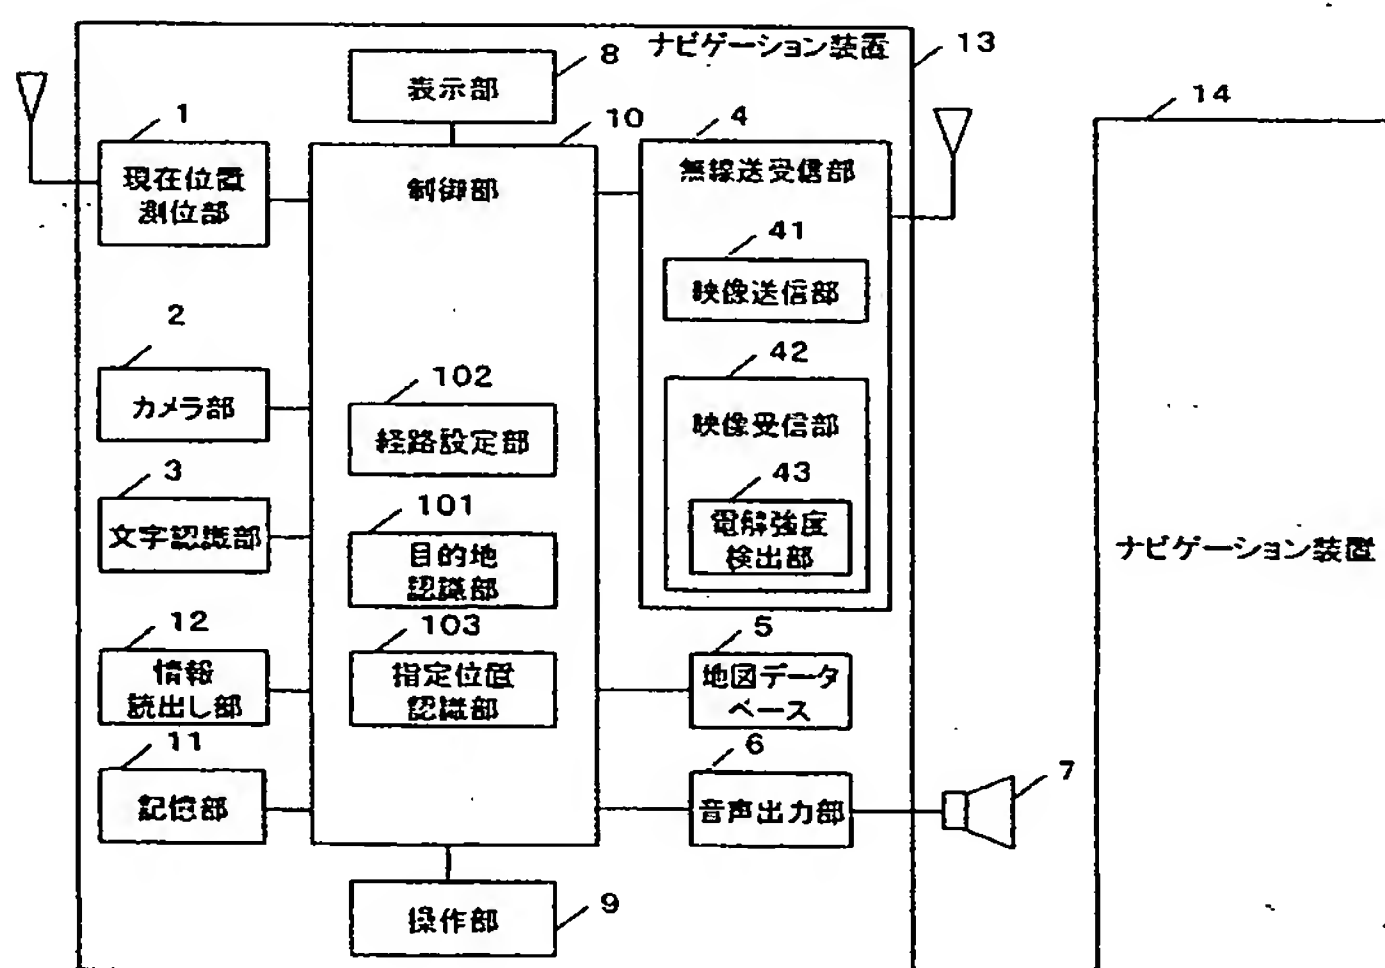 ナビゲーション装置
13
8
表示部
1
現在位置
測位部
10
制御部
4
無線送受信部
41
映像送信部
42
映像受信部
43
電解強度
検出部
2
カメラ部
3
文字認識部
102
経路設定部
101
目的地
認識部
103
指定位置
認識部
12
情報
読出し部
11
記憶部
5
地図データ
ベース
6
音声出力部
7
操作部
9
14
ナビゲーション装置